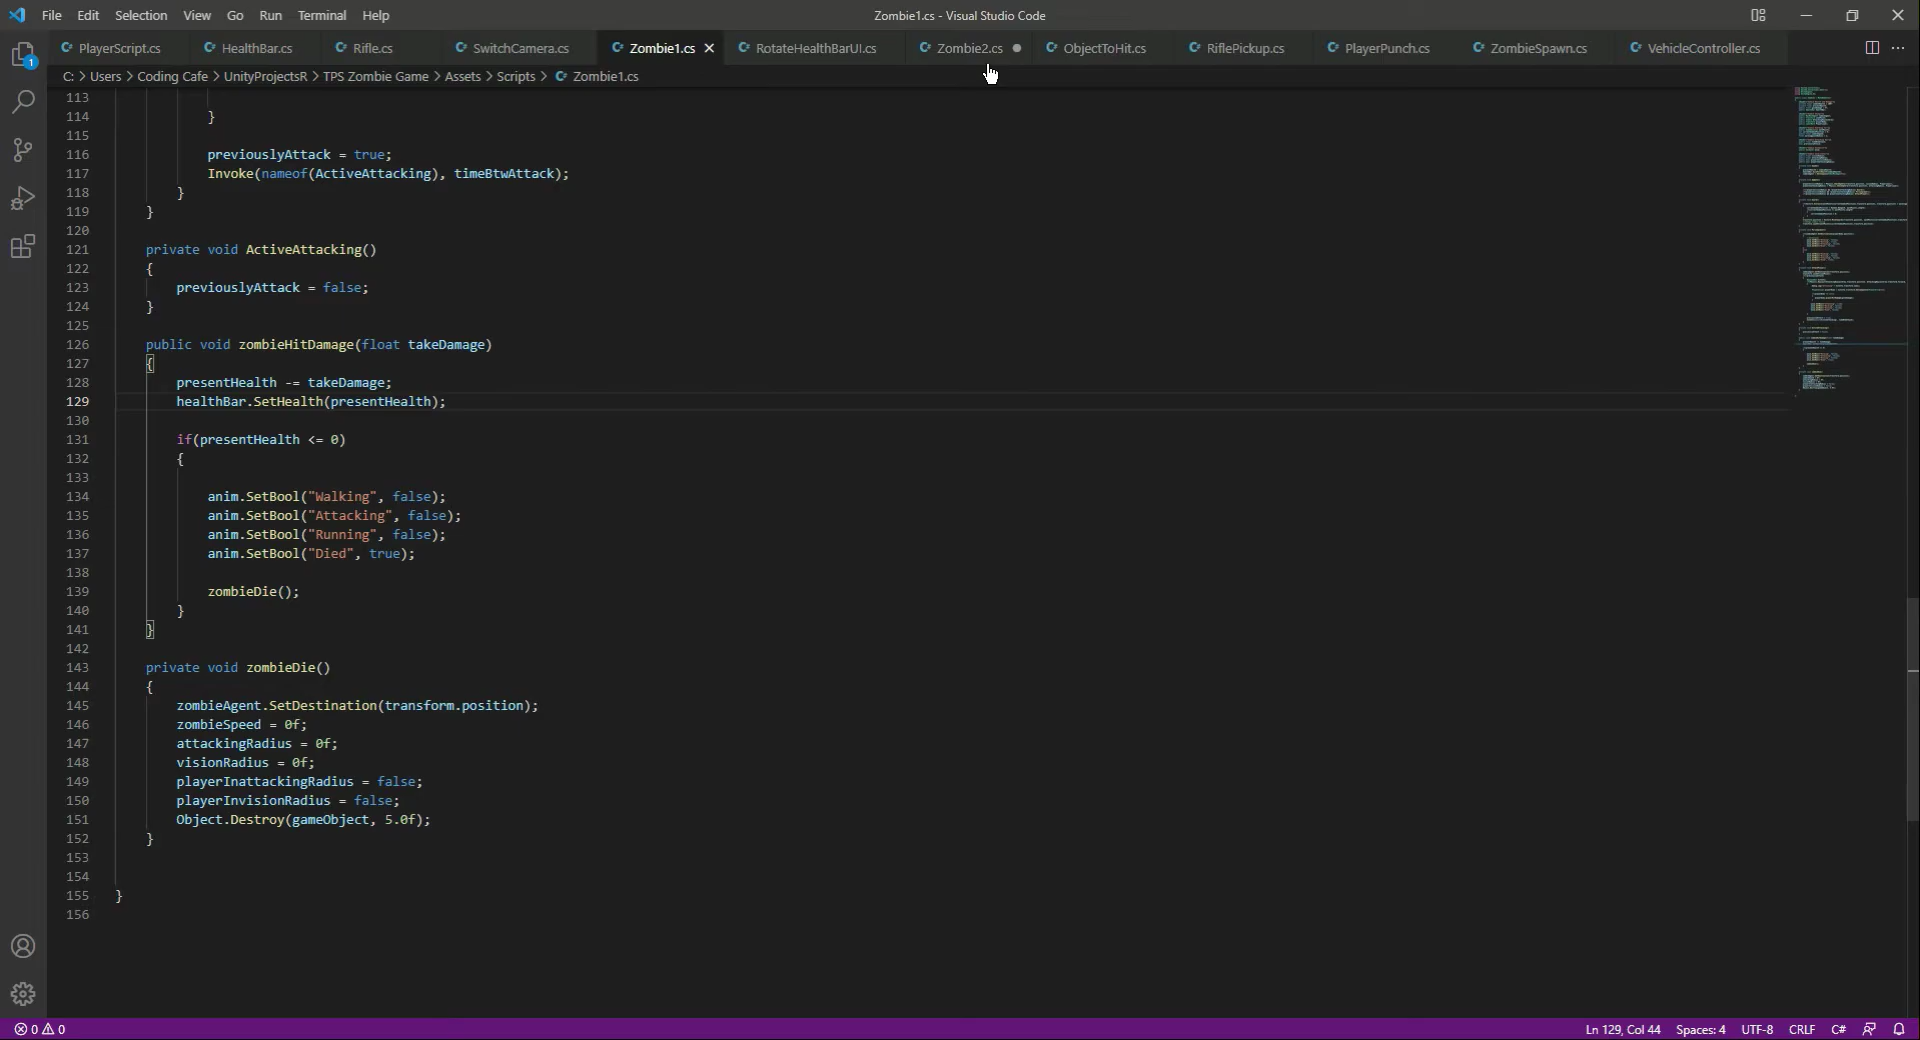 File Edit Selection View Go Run Terminal Help Zombie1.cs - Visual Studio Code
PlayerScript.cs HealthBar.cs Rifle.cs SwitchCamera.cs Zombie1.cs RotateHealthBarUI.cs Zombie2.cs ObjectToHit.cs RiflePickup.cs PlayerPunch.cs ZombieSpawn.cs VehicleController.cs
C: > Users > Coding Cafe > UnityProjectsR > TPS Zombie Game > Assets > Scripts > Zombie1.cs
1
113
114 }
115
116 previouslyAttack = true;
117 Invoke(nameof(ActiveAttacking), timeBtwAttack);
118 }
119 }
120
121 private void ActiveAttacking()
122 {
123 previouslyAttack = false;
124 }
125
126 public void zombieHitDamage(float takeDamage)
127 {
128 presentHealth -= takeDamage;
129 healthBar.SetHealth(presentHealth);
130
131 if(presentHealth <= 0)
132 {
133
134 anim.SetBool("Walking", false);
135 anim.SetBool("Attacking", false);
136 anim.SetBool("Running", false);
137 anim.SetBool("Died", true);
138
139 zombieDie();
140 }
141 }
142
143 private void zombieDie()
144 {
145 zombieAgent.SetDestination(transform.position);
146 zombieSpeed = 0f;
147 attackingRadius = 0f;
148 visionRadius = 0f;
149 playerInattackingRadius = false;
150 playerInvisionRadius = false;
151 Object.Destroy(gameObject, 5.0f);
152 }
153
154
155 }
156
0 0 Ln 129, Col 44 Spaces: 4 UTF-8 CRLF C#